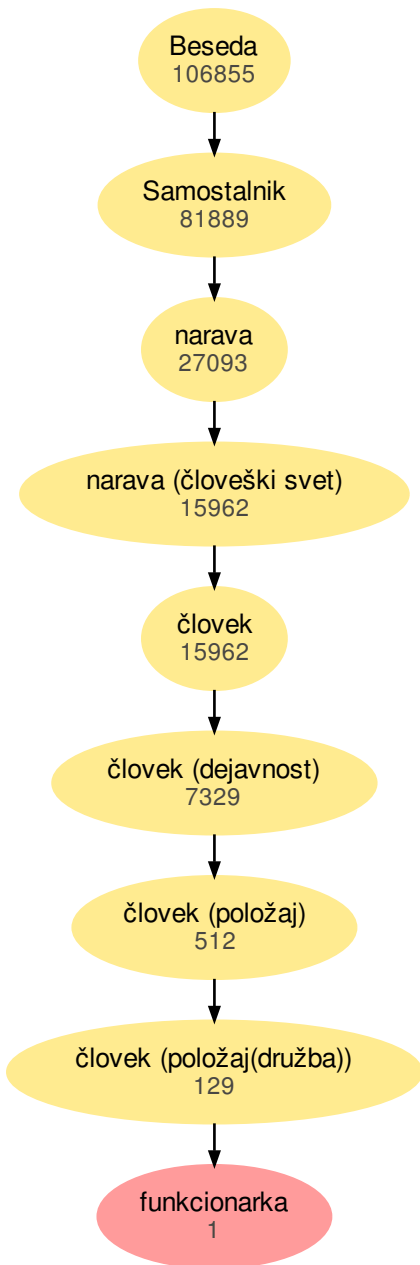 Beseda
106855
Samostalnik
81889
narava
27093
narava (človeški svet)
15962
človek
15962
človek (dejavnost)
7329
človek (položaj)
512
človek (položaj(družba))
129
funkcionarka
1